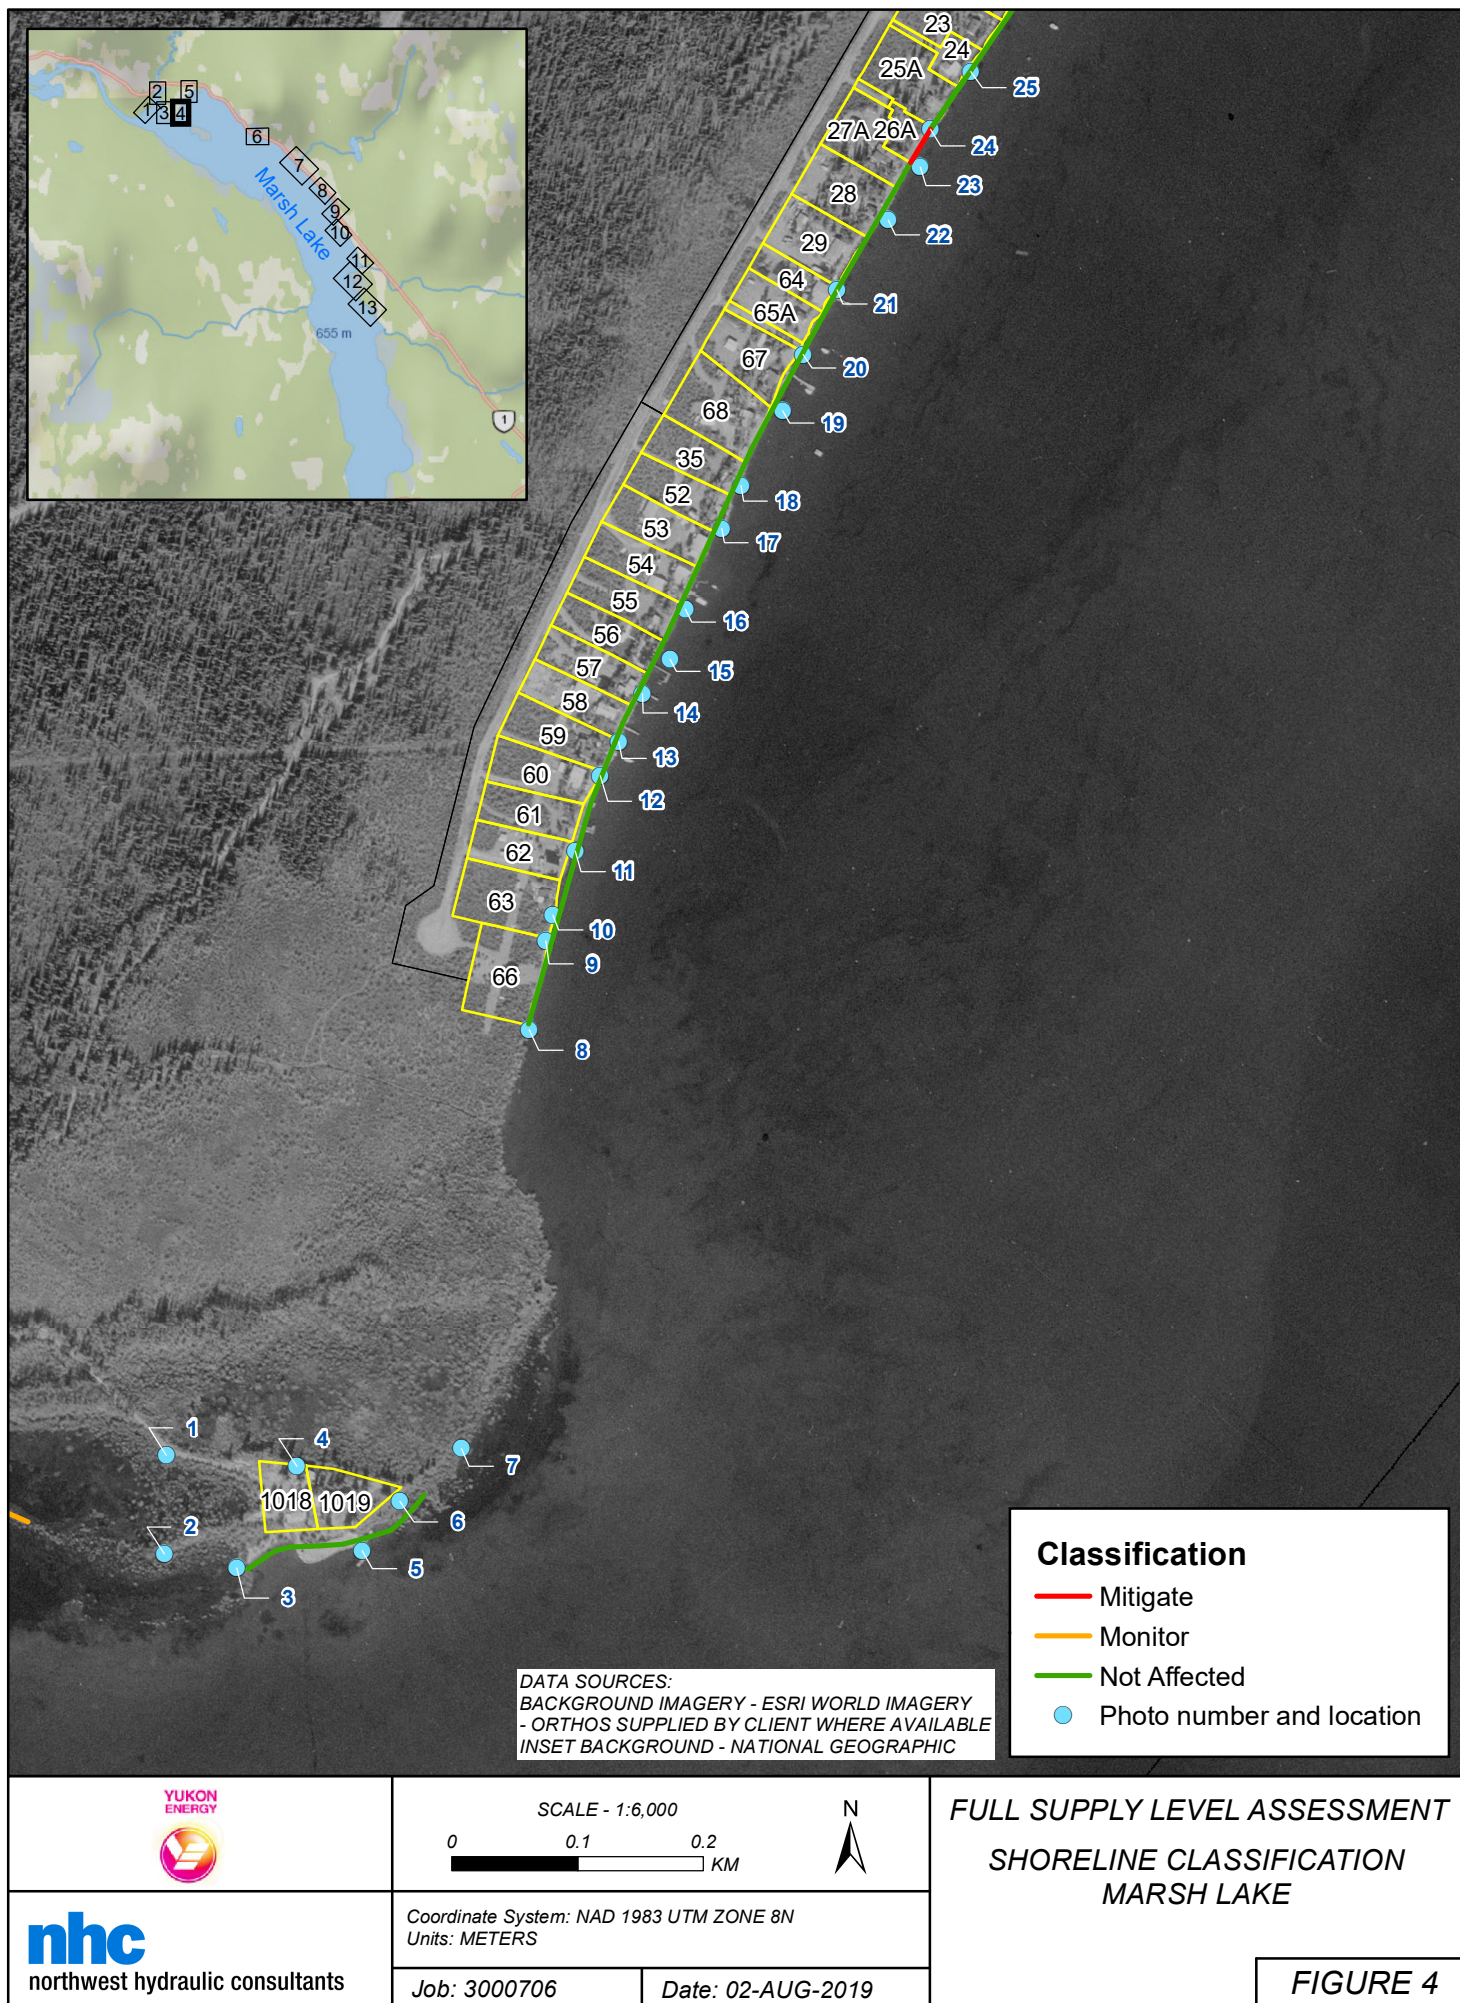 2
5
1
3
4
6
7
8
9
10
11
12
13
Marsh Lake
655 m
1
23
24
25A
25
27A
26A
24
23
28
22
29
64
21
65A
67
20
68
19
35
52
18
53
17
54
55
16
56
15
57
58
14
59
13
60
12
61
62
11
63
10
9
66
8
1
4
7
1018
1019
6
2
5
3
Classification
Mitigate
Monitor
Not Affected
Photo number and location
DATA SOURCES:
BACKGROUND IMAGERY - ESRI WORLD IMAGERY
- ORTHOS SUPPLIED BY CLIENT WHERE AVAILABLE
INSET BACKGROUND - NATIONAL GEOGRAPHIC
YUKON
ENERGY
SCALE - 1:6,000
0 0.1 0.2
KM
N
FULL SUPPLY LEVEL ASSESSMENT
SHORELINE CLASSIFICATION
MARSH LAKE
nhc
northwest hydraulic consultants
Coordinate System: NAD 1983 UTM ZONE 8N
Units: METERS
Job: 3000706
Date: 02-AUG-2019
FIGURE 4